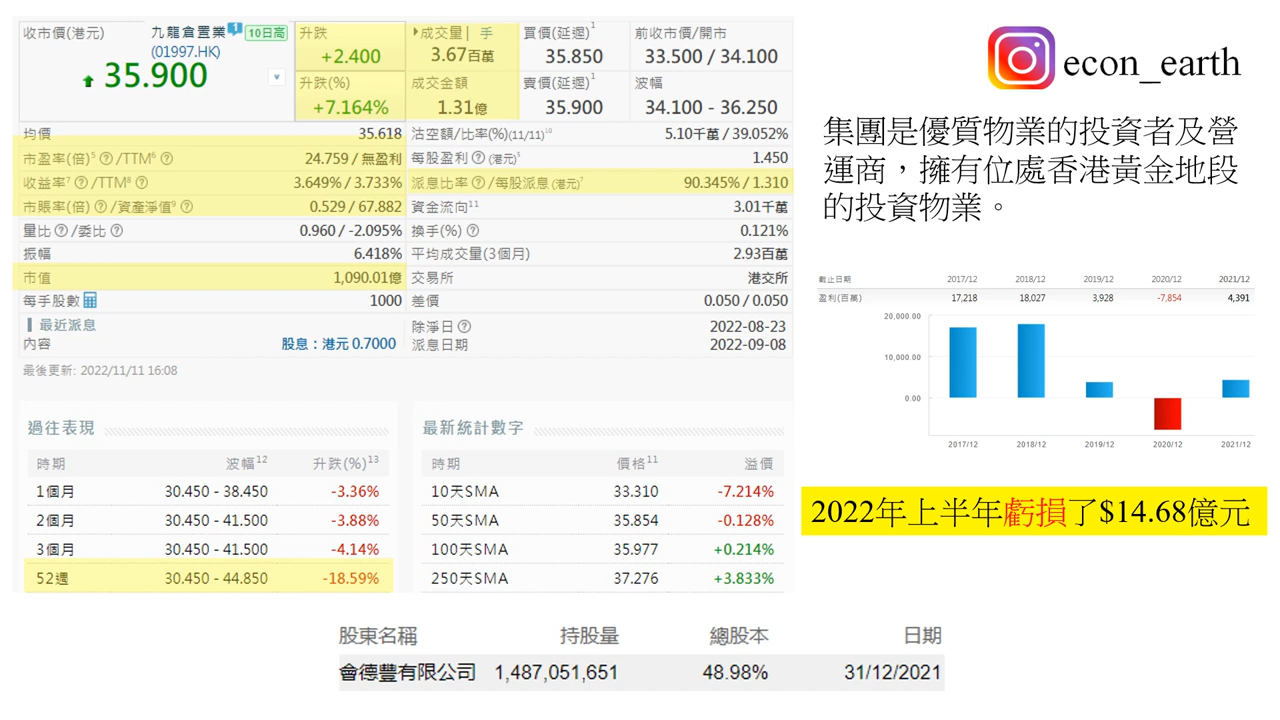 收市價(港元)
九龍倉置業 1 10日高
(01997.HK)
35.900
升跌
+2.400
升跌(%)
+7.164%
成交量 | 手
3.67百萬
成交金額
1.31億
買價(延遲)1
35.850
賣價(延遲)1
35.900
前收市價/開市
33.500 / 34.100
波幅
34.100 - 36.250
均價 35.618 沽空額/比率(%)(11/11)10 5.10千萬 / 39.052%
市盈率(倍)5 ? /TTM6 ? 24.759 / 無盈利 每股盈利 ? (港元)5 1.450
收益率7 ? /TTM8 ? 3.649% / 3.733% 派息比率 ? /每股派息 (港元)7 90.345% / 1.310
市賬率(倍) ? /資產淨值9 ? 0.529 / 67.882 資金流向11 3.01千萬
量比 ? /委比 ? 0.960 / -2.095% 換手(%) ? 0.121%
振幅 6.418% 平均成交量(3個月) 2.93百萬
市值 1,090.01億 交易所 港交所
每手股數 1000 差價 0.050 / 0.050
最近派息 除淨日 ? 2022-08-23
內容 股息：港元 0.7000 派息日期 2022-09-08
最後更新: 2022/11/11 16:08
過往表現
時期 波幅12 升跌(%)13
1個月 30.450 - 38.450 -3.36%
2個月 30.450 - 41.500 -3.88%
3個月 30.450 - 41.500 -4.14%
52週 30.450 - 44.850 -18.59%
最新統計數字
時期 價格11 溢價
10天SMA 33.310 -7.214%
50天SMA 35.854 -0.128%
100天SMA 35.977 +0.214%
250天SMA 37.276 +3.833%
econ_earth
集團是優質物業的投資者及營
運商，擁有位處香港黃金地段
的投資物業。
截止日期 2017/12 2018/12 2019/12 2020/12 2021/12
盈利(百萬) 17,218 18,027 3,928 -7,854 4,391
20,000.00
10,000.00
0.00
2017/12 2018/12 2019/12 2020/12 2021/12
2022年上半年虧損了$14.68億元
股東名稱 持股量 總股本 日期
會德豐有限公司 1,487,051,651 48.98% 31/12/2021